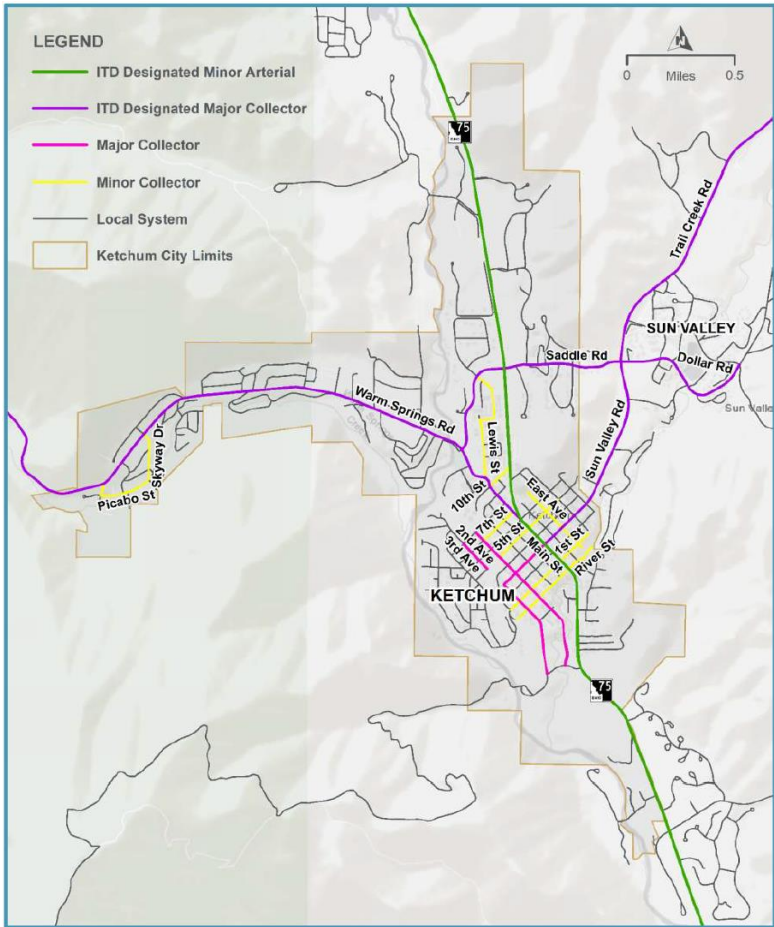 LEGEND
ITD Designated Minor Arterial
ITD Designated Major Collector
Major Collector
Minor Collector
Local System
Ketchum City Limits
0 Miles 0.5
75
Trail Creek Rd
SUN VALLEY
Saddle Rd
Dollar Rd
Sun Valle
Warm Springs Rd
Sun Valley Rd
Lewis St
Skyway Dr
Picabo St
10th St
East Ave
7th St
5th St
2nd Ave
3rd Ave
Main St
1st St
River St
KETCHUM
75